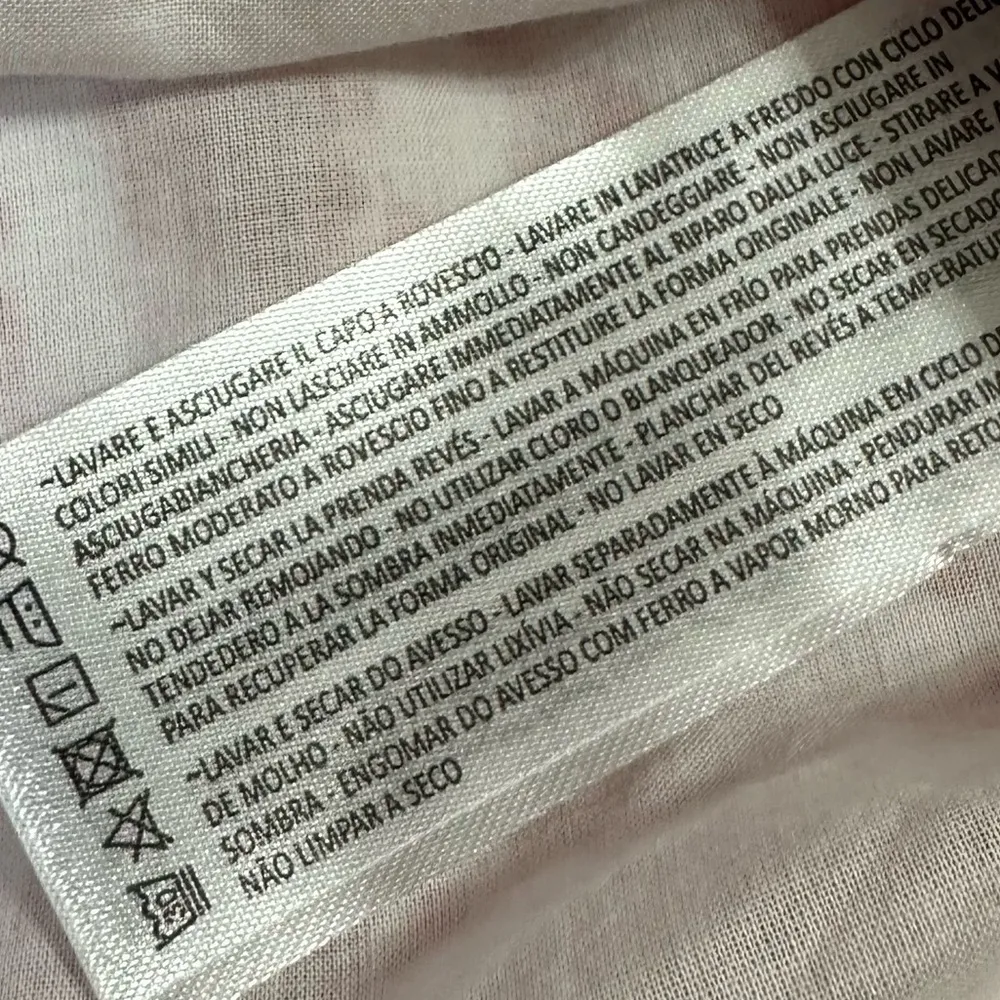 ~LAVARE E ASCIUGARE IL CAPO A ROVESCIO - LAVARE IN LAVATRICE A FREDDO CON CICLO
COLORI SIMILI - NON LASCIARE IN AMMOLLO - NON CANDEGGIARE - NON ASCIUGARE IN
ASCIUGABIANCHERIA - ASCIUGARE IMMEDIATAMENTE AL RIPARO DALLA LUCE - STIRARE A
FERRO MODERATO A ROVESCIO FINO A RESTITUIRE LA FORMA ORIGINALE - NON LAVARE
~LAVAR Y SECAR LA PRENDA REVÉS - LAVAR A MÁQUINA EN FRÍO PARA PRENDAS
NO DEJAR REMOJANDO - NO UTILIZAR CLORO O BLANQUEADOR - NO SECAR EN
TENDEDERO A LA SOMBRA INMEDIATAMENTE - PLANCHAR DEL REVÉS A
PARA RECUPERAR LA FORMA ORIGINAL - NO LAVAR EN SECO
~LAVAR E SECAR DO AVESSO - LAVAR SEPARADAMENTE À MÁQUINA EM CICLO
DE MOLHO - NÃO UTILIZAR LIXÍVIA - NÃO SECAR NA MÁQUINA - PENDURAR
SOMBRA - ENGOMAR DO AVESSO COM FERRO A VAPOR MORNO PARA
NÃO LIMPAR A SECO